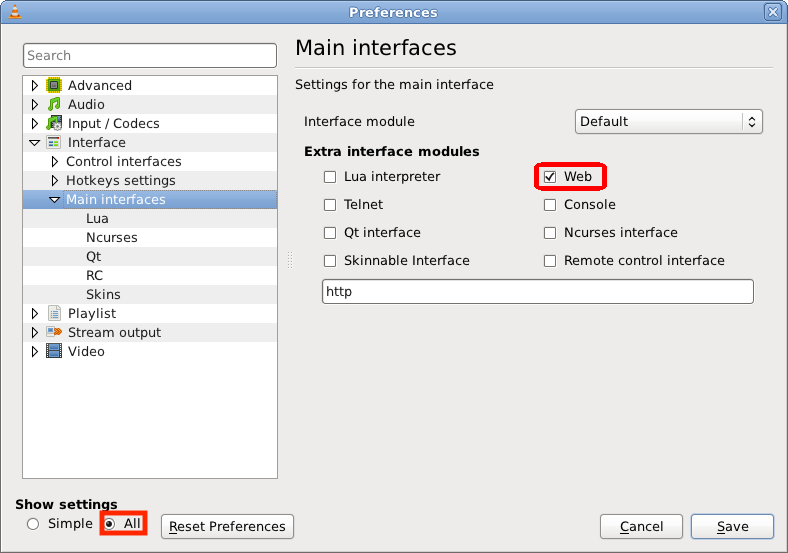 Preferences
Search
Advanced
Audio
Input / Codecs
Interface
Control interfaces
Hotkeys settings
Main interfaces
Lua
Ncurses
Qt
RC
Skins
Playlist
Stream output
Video
Main interfaces
Settings for the main interface
Interface module Default
Extra interface modules
Lua interpreter Web
Telnet Console
Qt interface Ncurses interface
Skinnable Interface Remote control interface
http
Show settings
Simple All Reset Preferences Cancel Save